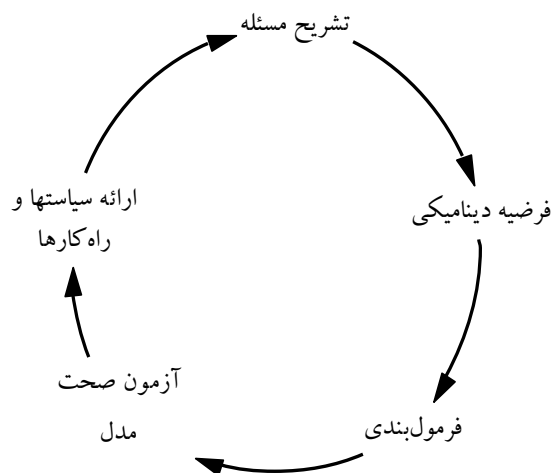 تشریح مسئله
فرضیه دینامیکی
فرمول‌بندی
آزمون صحت
مدل
ارائه سیاستها و
راه‌کارها